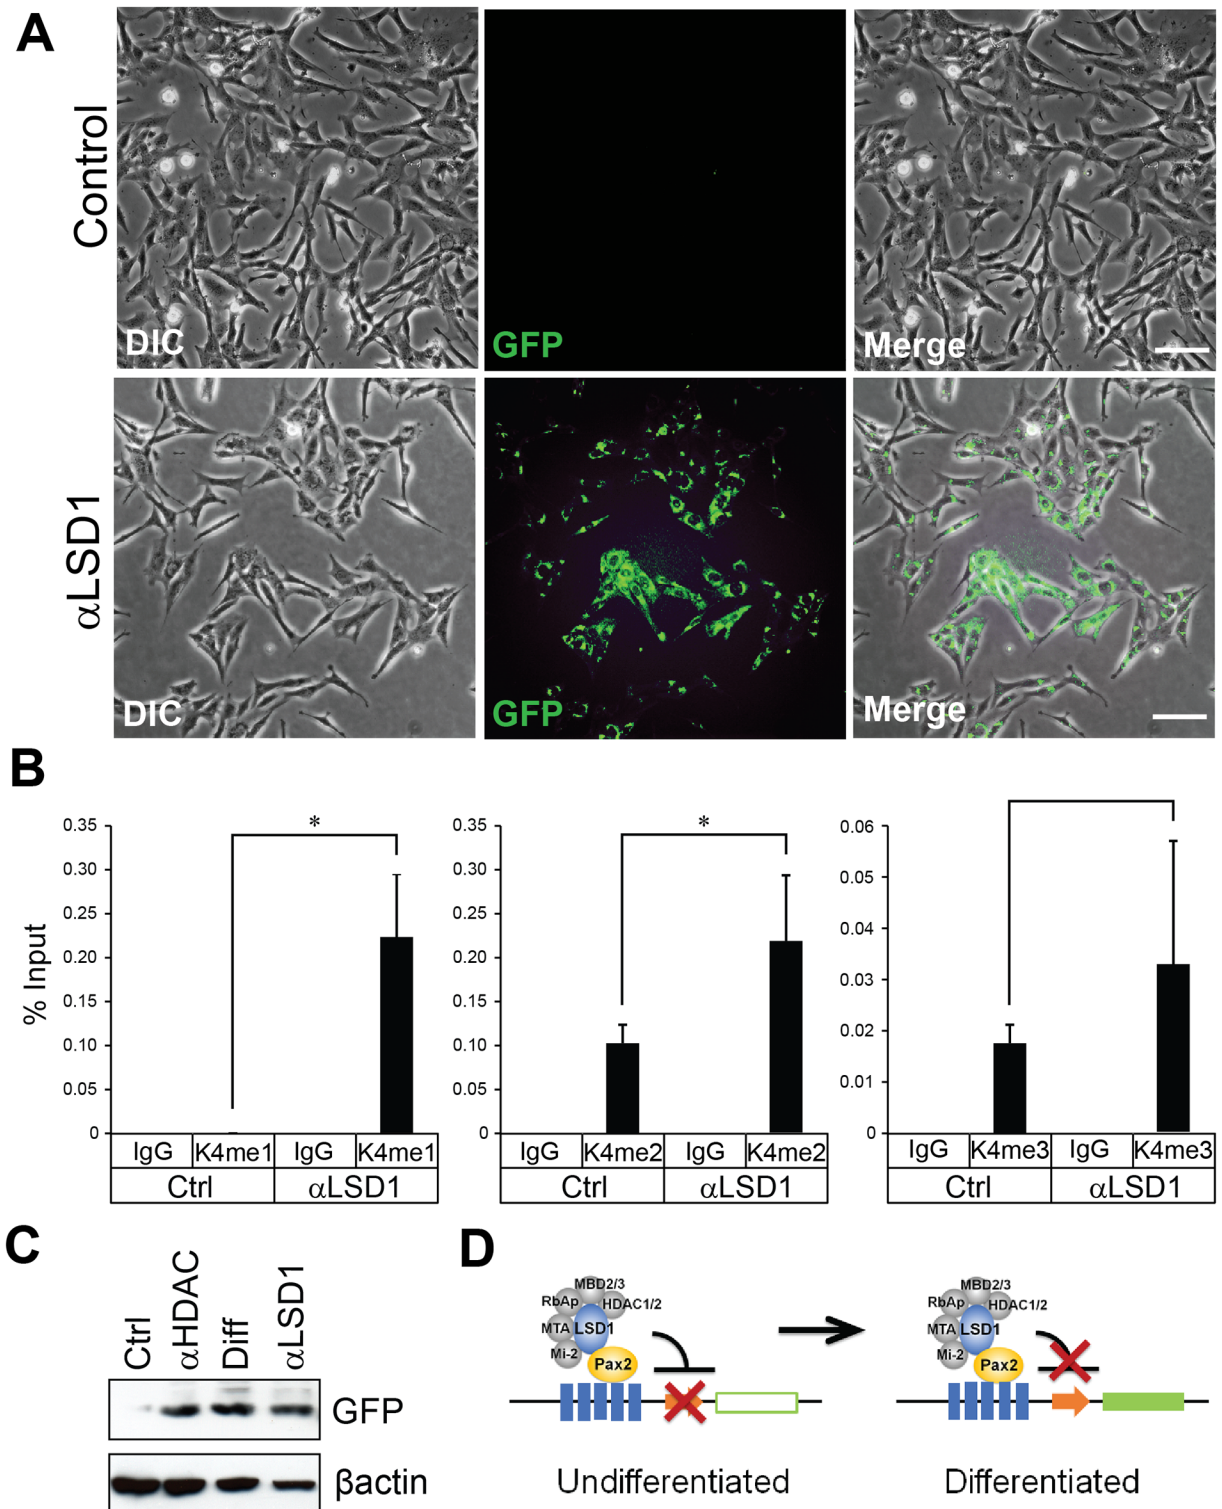 A
Control
DIC
GFP
Merge
αLSD1
DIC
GFP
Merge
B
% Input
0.35
0.30
0.25
0.20
0.15
0.10
0.05
0
*
IgG K4me1 IgG K4me1
Ctrl αLSD1
0.35
0.30
0.25
0.20
0.15
0.10
0.05
0
*
IgG K4me2 IgG K4me2
Ctrl αLSD1
0.06
0.05
0.04
0.03
0.02
0.01
0
IgG K4me3 IgG K4me3
Ctrl αLSD1
C
Ctrl
αHDAC
Diff
αLSD1
GFP
βactin
D
MBD2/3
RbAp HDAC1/2
MTA LSD1
Mi-2
Pax2
Undifferentiated
MBD2/3
RbAp HDAC1/2
MTA LSD1
Mi-2
Pax2
Differentiated